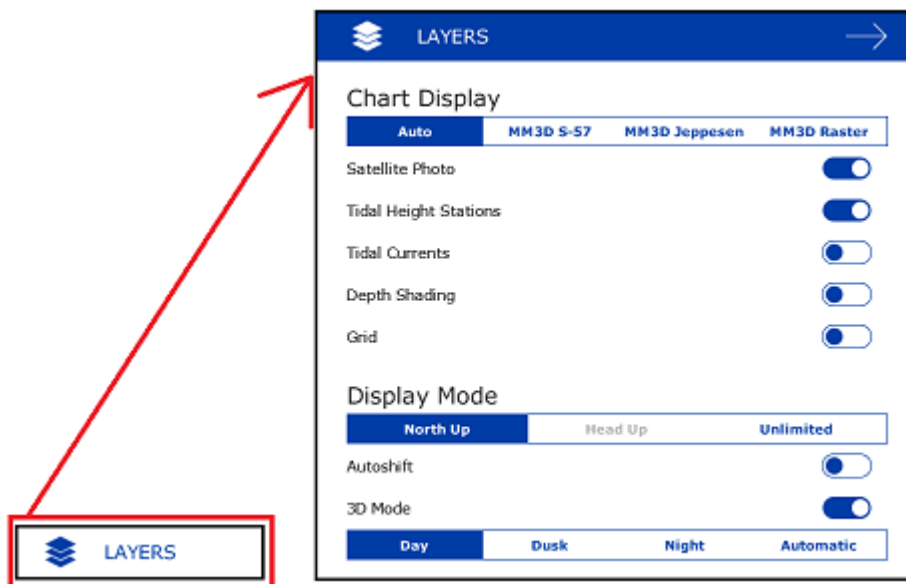 LAYERS
Chart Display
Auto MM3D S-57 MM3D Jeppesen MM3D Raster
Satellite Photo
Tidal Height Stations
Tidal Currents
Depth Shading
Grid
Display Mode
North Up Head Up Unlimited
Autoshift
3D Mode
Day Dusk Night Automatic
LAYERS